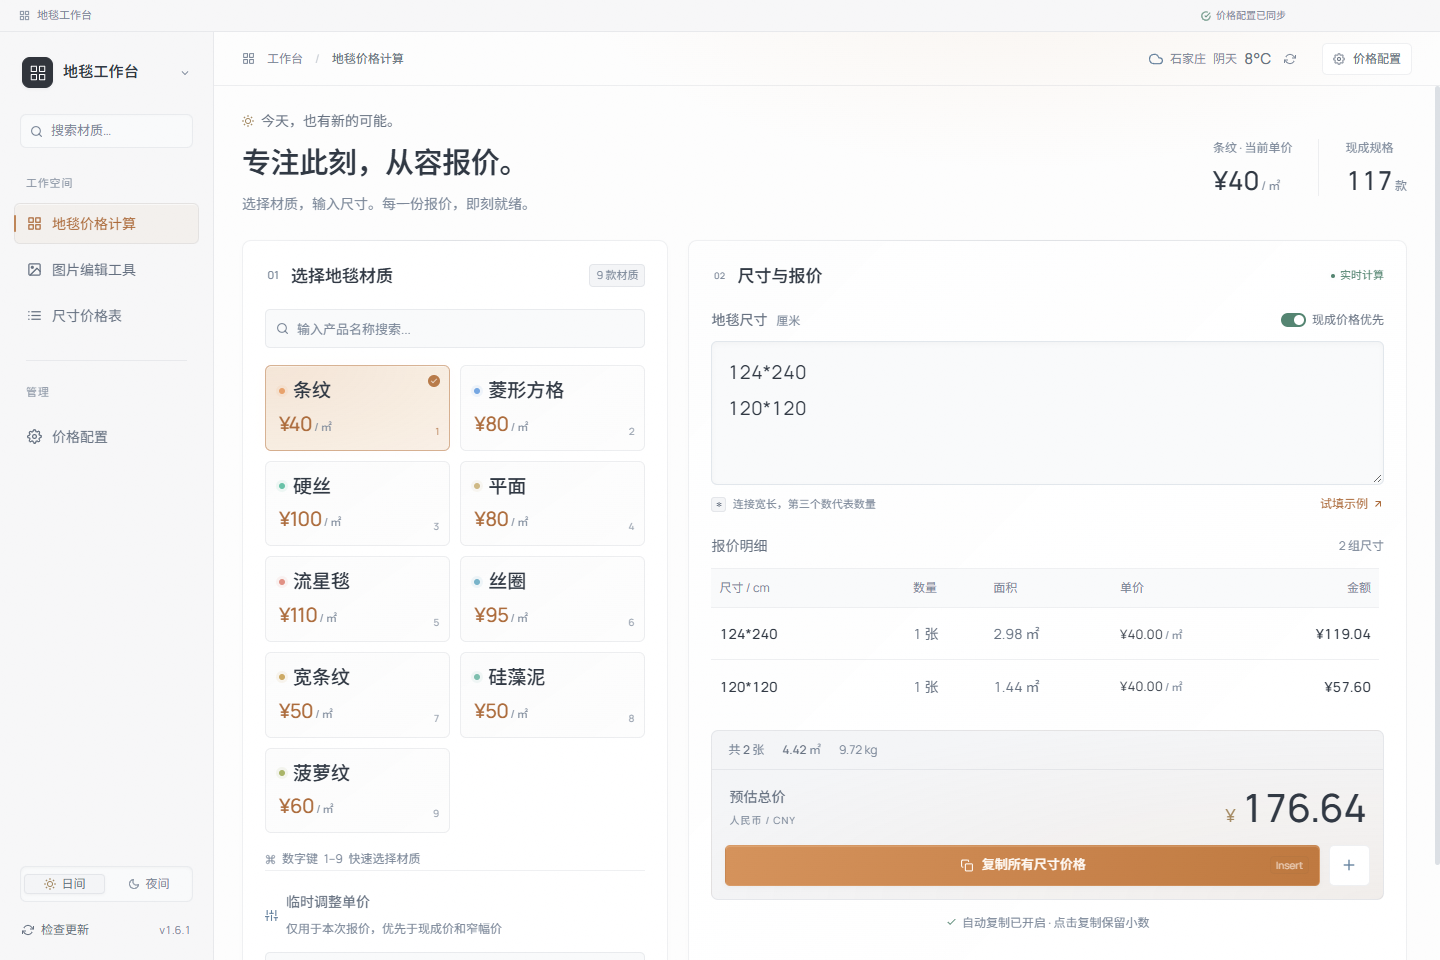 地毯工作台
价格配置已同步
地毯工作台
搜索材质...
工作空间
地毯价格计算
图片编辑工具
尺寸价格表
管理
价格配置
日间
夜间
检查更新
v1.6.1
工作台 / 地毯价格计算
石家庄 阴天 8°C
价格配置
今天，也有新的可能。
专注此刻，从容报价。
选择材质，输入尺寸。每一份报价，即刻就绪。
条纹 · 当前单价
¥40 / ㎡
现成规格
117 款
01 选择地毯材质
9 款材质
输入产品名称搜索...
条纹
¥40 / ㎡
1
菱形方格
¥80 / ㎡
2
硬丝
¥100 / ㎡
3
平面
¥80 / ㎡
4
流星毯
¥110 / ㎡
5
丝圈
¥95 / ㎡
6
宽条纹
¥50 / ㎡
7
硅藻泥
¥50 / ㎡
8
菠萝纹
¥60 / ㎡
9
⌘ 数字键 1–9 快速选择材质
临时调整单价
仅用于本次报价，优先于现成价和窄幅价
02 尺寸与报价
实时计算
地毯尺寸 厘米
现成价格优先
124*240
120*120
* 连接宽长，第三个数代表数量
试填示例
报价明细
2 组尺寸
尺寸 / cm 数量 面积 单价 金额
124*240 1 张 2.98 ㎡ ¥40.00 / ㎡ ¥119.04
120*120 1 张 1.44 ㎡ ¥40.00 / ㎡ ¥57.60
共 2 张 4.42 ㎡ 9.72 kg
预估总价
人民币 / CNY
¥ 176.64
复制所有尺寸价格 Insert
自动复制已开启 · 点击复制保留小数